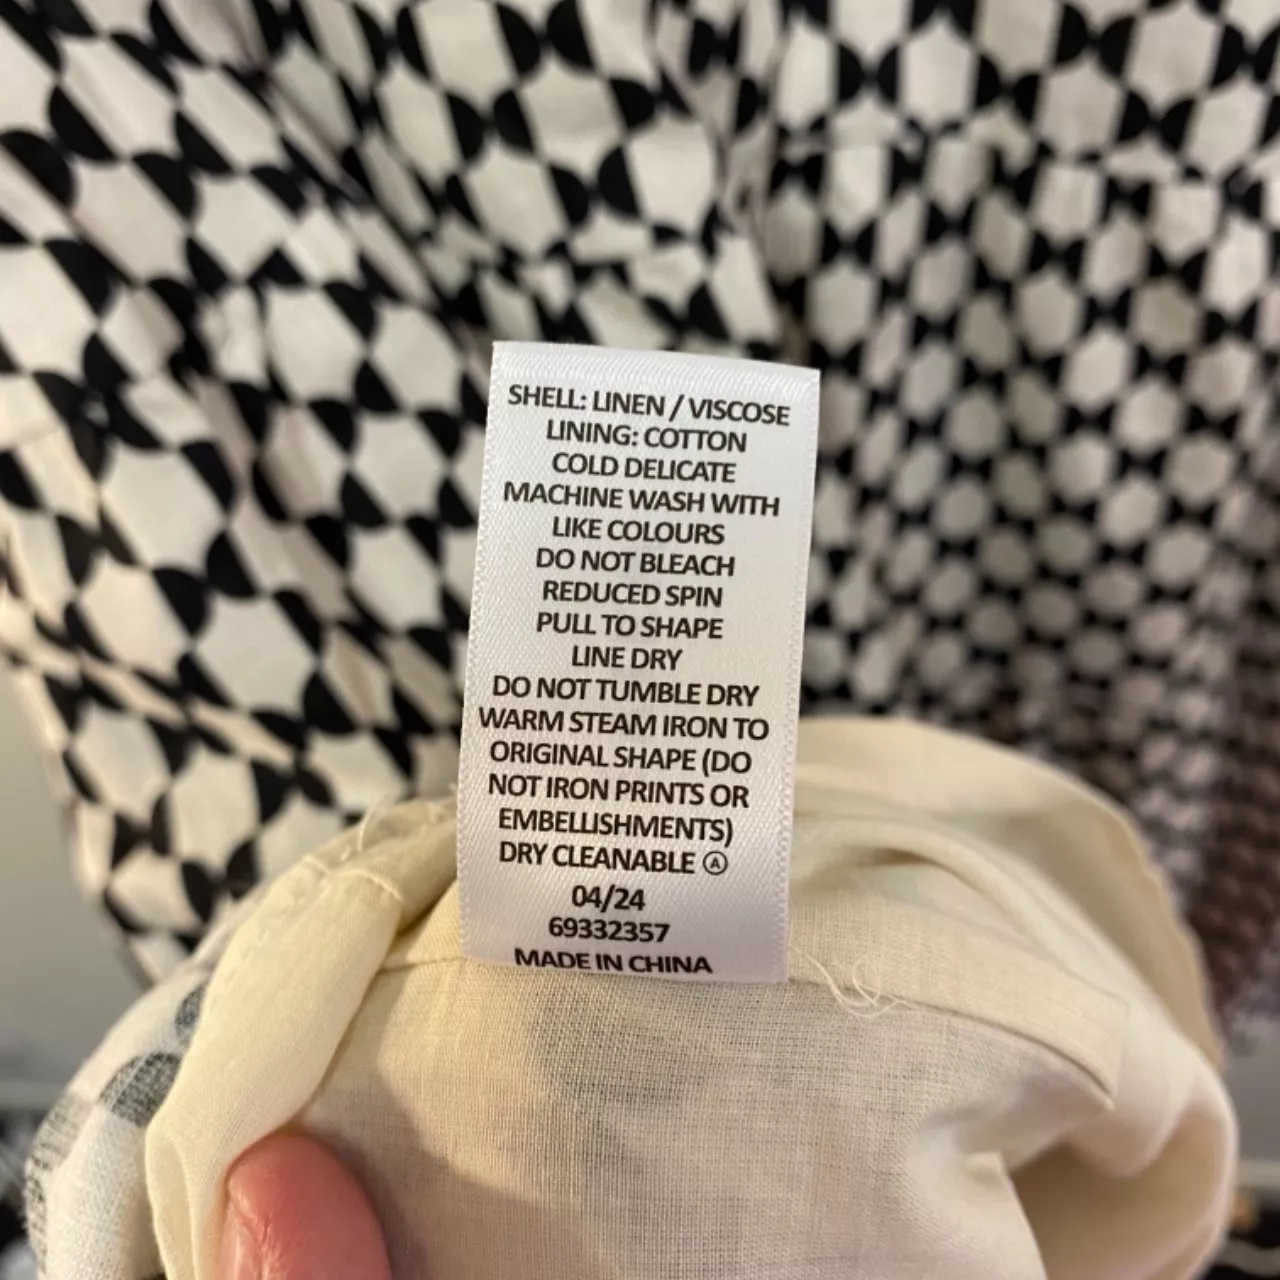 SHELL: LINEN / VISCOSE
LINING: COTTON
COLD DELICATE
MACHINE WASH WITH
LIKE COLOURS
DO NOT BLEACH
REDUCED SPIN
PULL TO SHAPE
LINE DRY
DO NOT TUMBLE DRY
WARM STEAM IRON TO
ORIGINAL SHAPE (DO
NOT IRON PRINTS OR
EMBELLISHMENTS)
DRY CLEANABLE Ⓐ
04/24
69332357
MADE IN CHINA